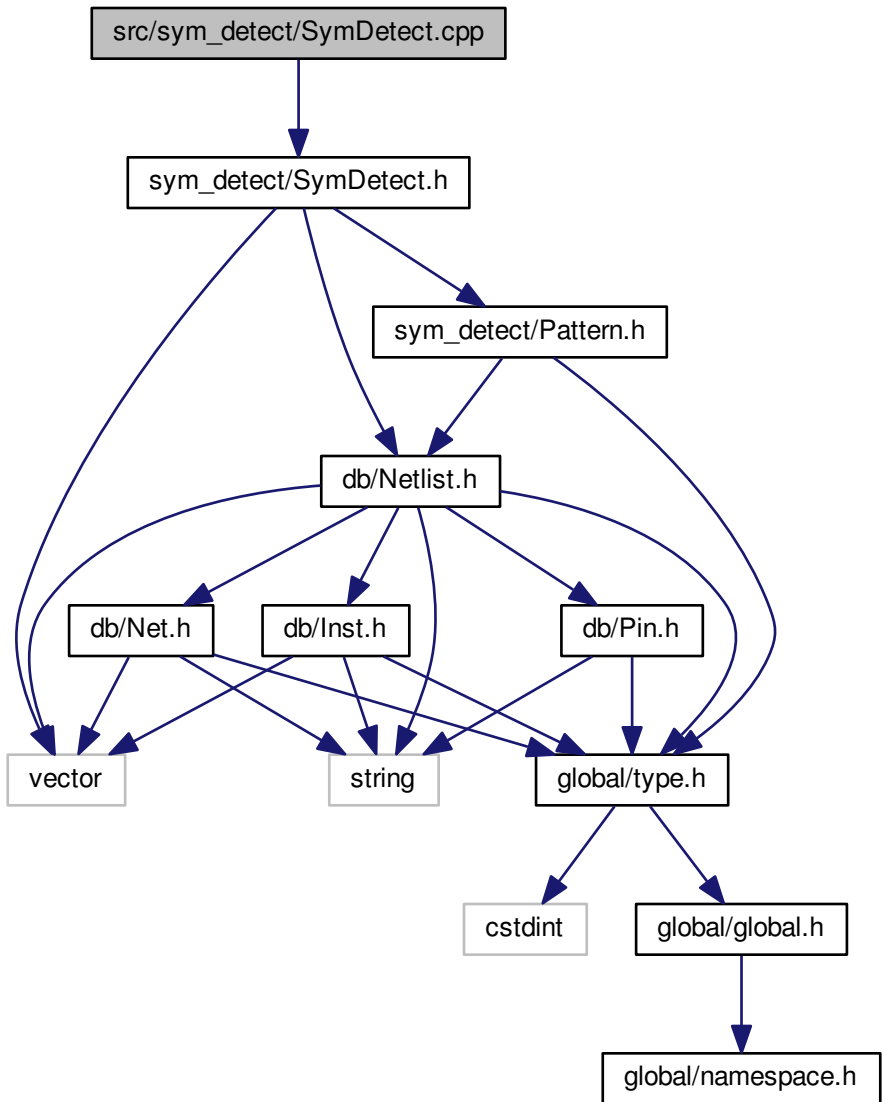 src/sym_detect/SymDetect.cpp
sym_detect/SymDetect.h
sym_detect/Pattern.h
db/Netlist.h
db/Net.h
db/Inst.h
db/Pin.h
vector
string
global/type.h
cstdint
global/global.h
global/namespace.h